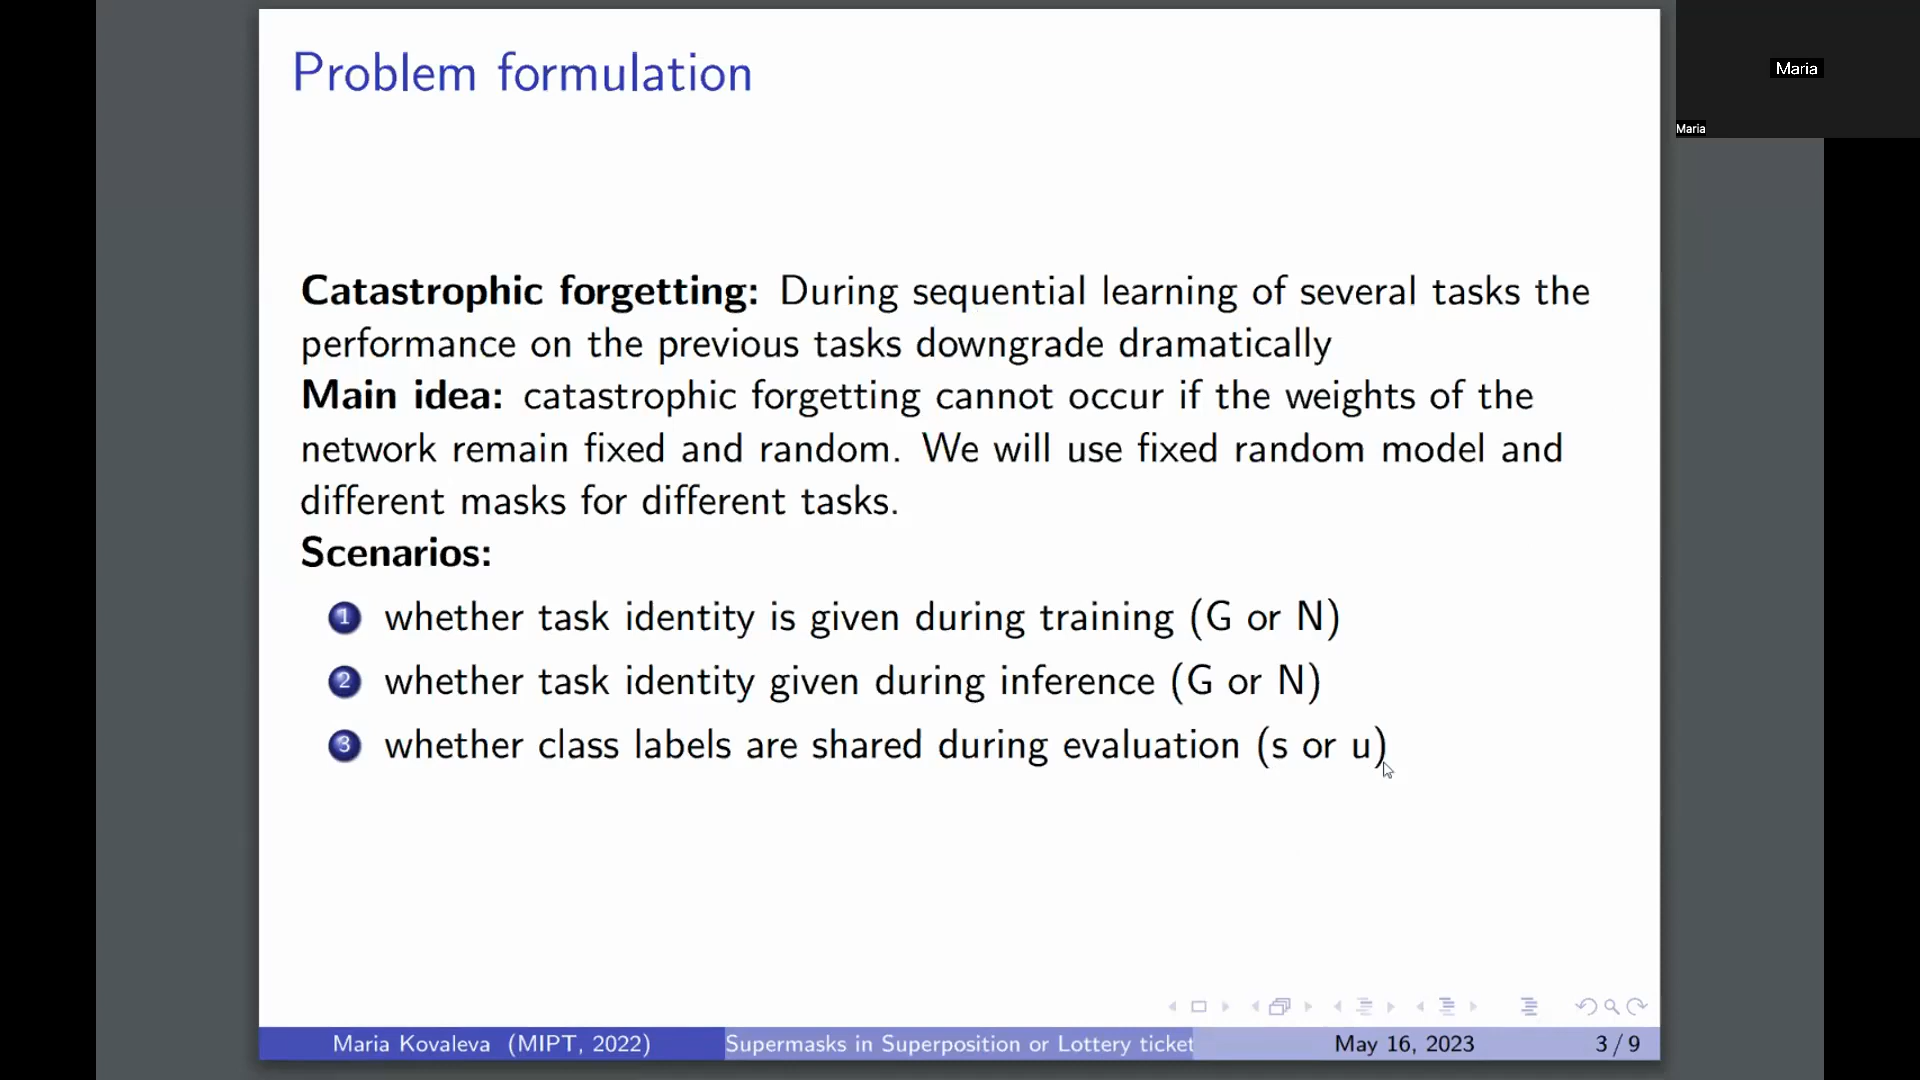 Problem formulation
Maria
Maria
Catastrophic forgetting: During sequential learning of several tasks the
performance on the previous tasks downgrade dramatically
Main idea: catastrophic forgetting cannot occur if the weights of the
network remain fixed and random. We will use fixed random model and
different masks for different tasks.
Scenarios:
1 whether task identity is given during training (G or N)
2 whether task identity given during inference (G or N)
3 whether class labels are shared during evaluation (s or u)
Maria Kovaleva (MIPT, 2022) Supermasks in Superposition or Lottery ticket May 16, 2023 3 / 9